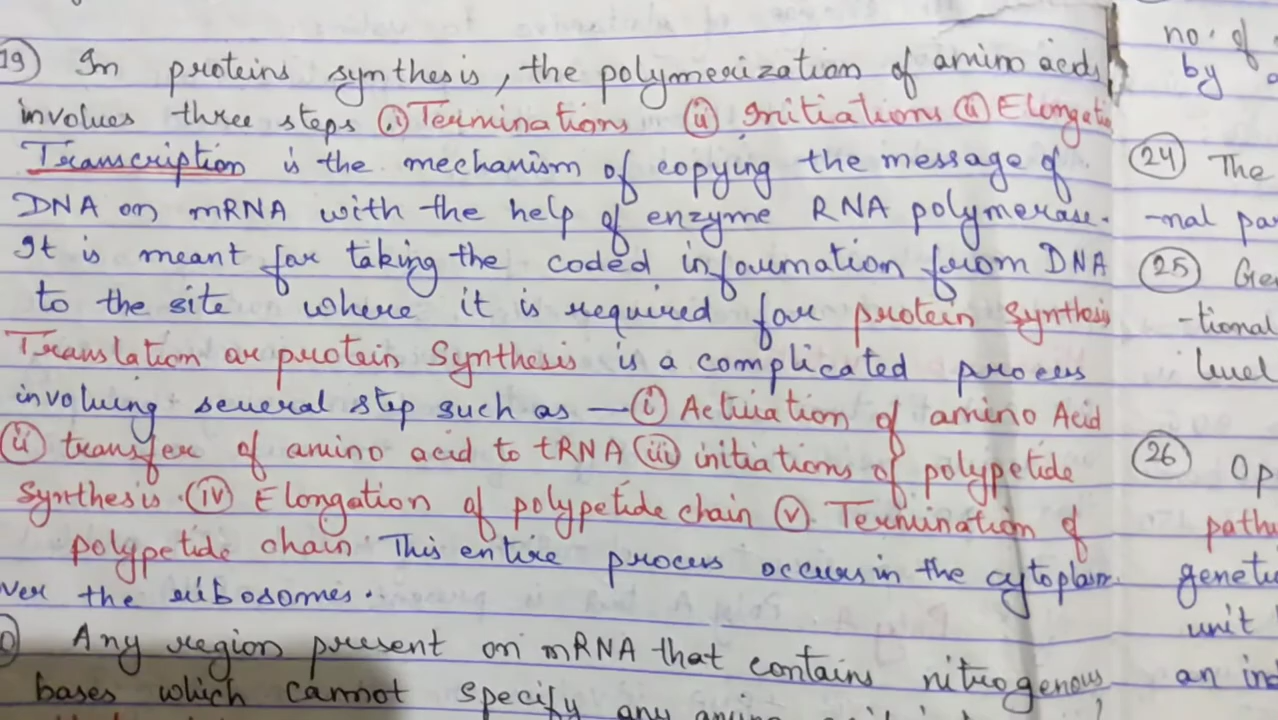 19) In proteins synthesis, the polymerization of amino acids
involves three steps (i) Terminations (ii) Initiations (ii) Elongatio
Transcription is the mechanism of copying the message of
DNA on mRNA with the help of enzyme RNA polymerase.
It is meant for taking the coded information from DNA
to the site where it is required for protein synthesis
Translation or protein Synthesis is a complicated process
involving several step such as — (i) Activation of amino Acid
(ii) transfer of amino acid to tRNA (iii) initiations of polypetide
synthesis. (iv) Elongation of polypetide chain (v). Termination of
polypetide chain. This entire process occurs in the cytoplasm.
ver the ribosomes.
Any region present on mRNA that contains nitrogenous
bases which cannot specify any
no. of
by
(24) The
-nal pa
(25) Ge
-tional
level
(26) Op
path
genet
unit
an in